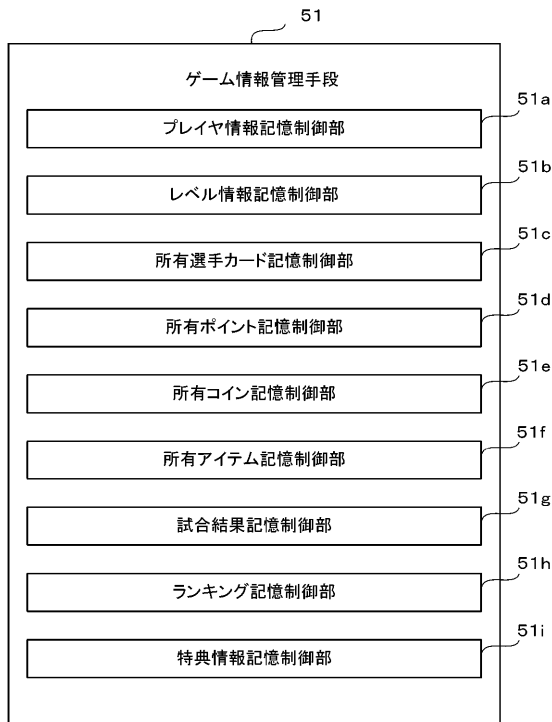 51
ゲーム情報管理手段
51a
プレイヤ情報記憶制御部
51b
レベル情報記憶制御部
51c
所有選手カード記憶制御部
51d
所有ポイント記憶制御部
51e
所有コイン記憶制御部
51f
所有アイテム記憶制御部
51g
試合結果記憶制御部
51h
ランキング記憶制御部
51i
特典情報記憶制御部